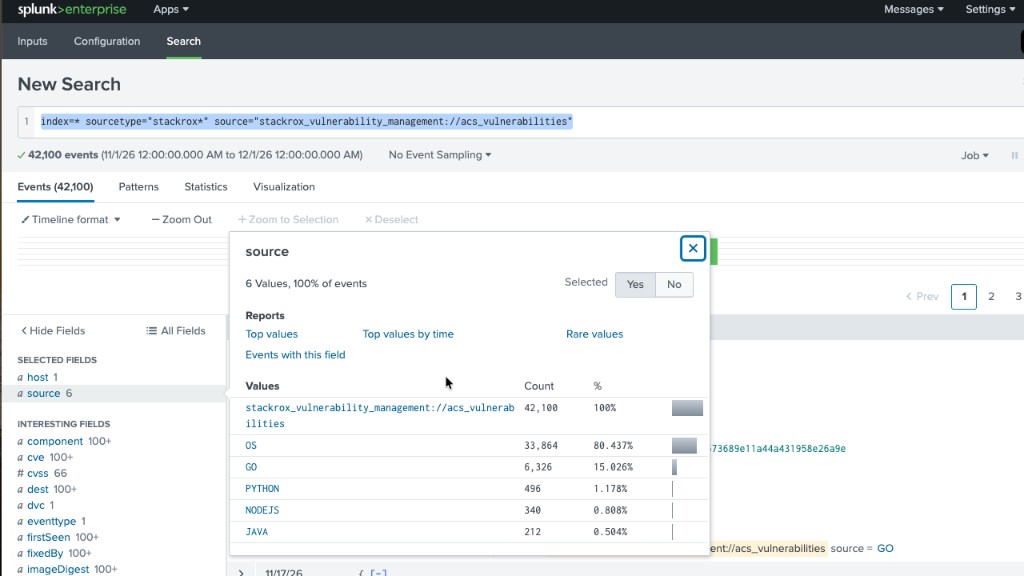 splunk>enterprise Apps Messages Settings
Inputs Configuration Search
New Search
1 index=* sourcetype="stackrox*" source="stackrox_vulnerability_management://acs_vulnerabilities"
42,100 events (11/1/26 12:00:00.000 AM to 12/1/26 12:00:00.000 AM) No Event Sampling Job
Events (42,100) Patterns Statistics Visualization
Timeline format — Zoom Out + Zoom to Selection × Deselect
source
6 Values, 100% of events Selected Yes No
< Prev 1 2 3
Reports
Top values Top values by time Rare values
Events with this field
< Hide Fields All Fields
SELECTED FIELDS
a host 1
a source 6
INTERESTING FIELDS
a component 100+
a cve 100+
# cvss 66
a dest 100+
a dvc 1
a eventtype 1
a firstSeen 100+
a fixedBy 100+
a imageDigest 100+
Values Count %
stackrox_vulnerability_management://acs_vulnerab 42,100 100%
ilities
OS 33,864 80.437%
GO 6,326 15.026%
PYTHON 496 1.178%
NODEJS 340 0.808%
JAVA 212 0.504%
73689e11a44a431958e26a9e
ent://acs_vulnerabilities source = GO
> 11/17/26 { [-]